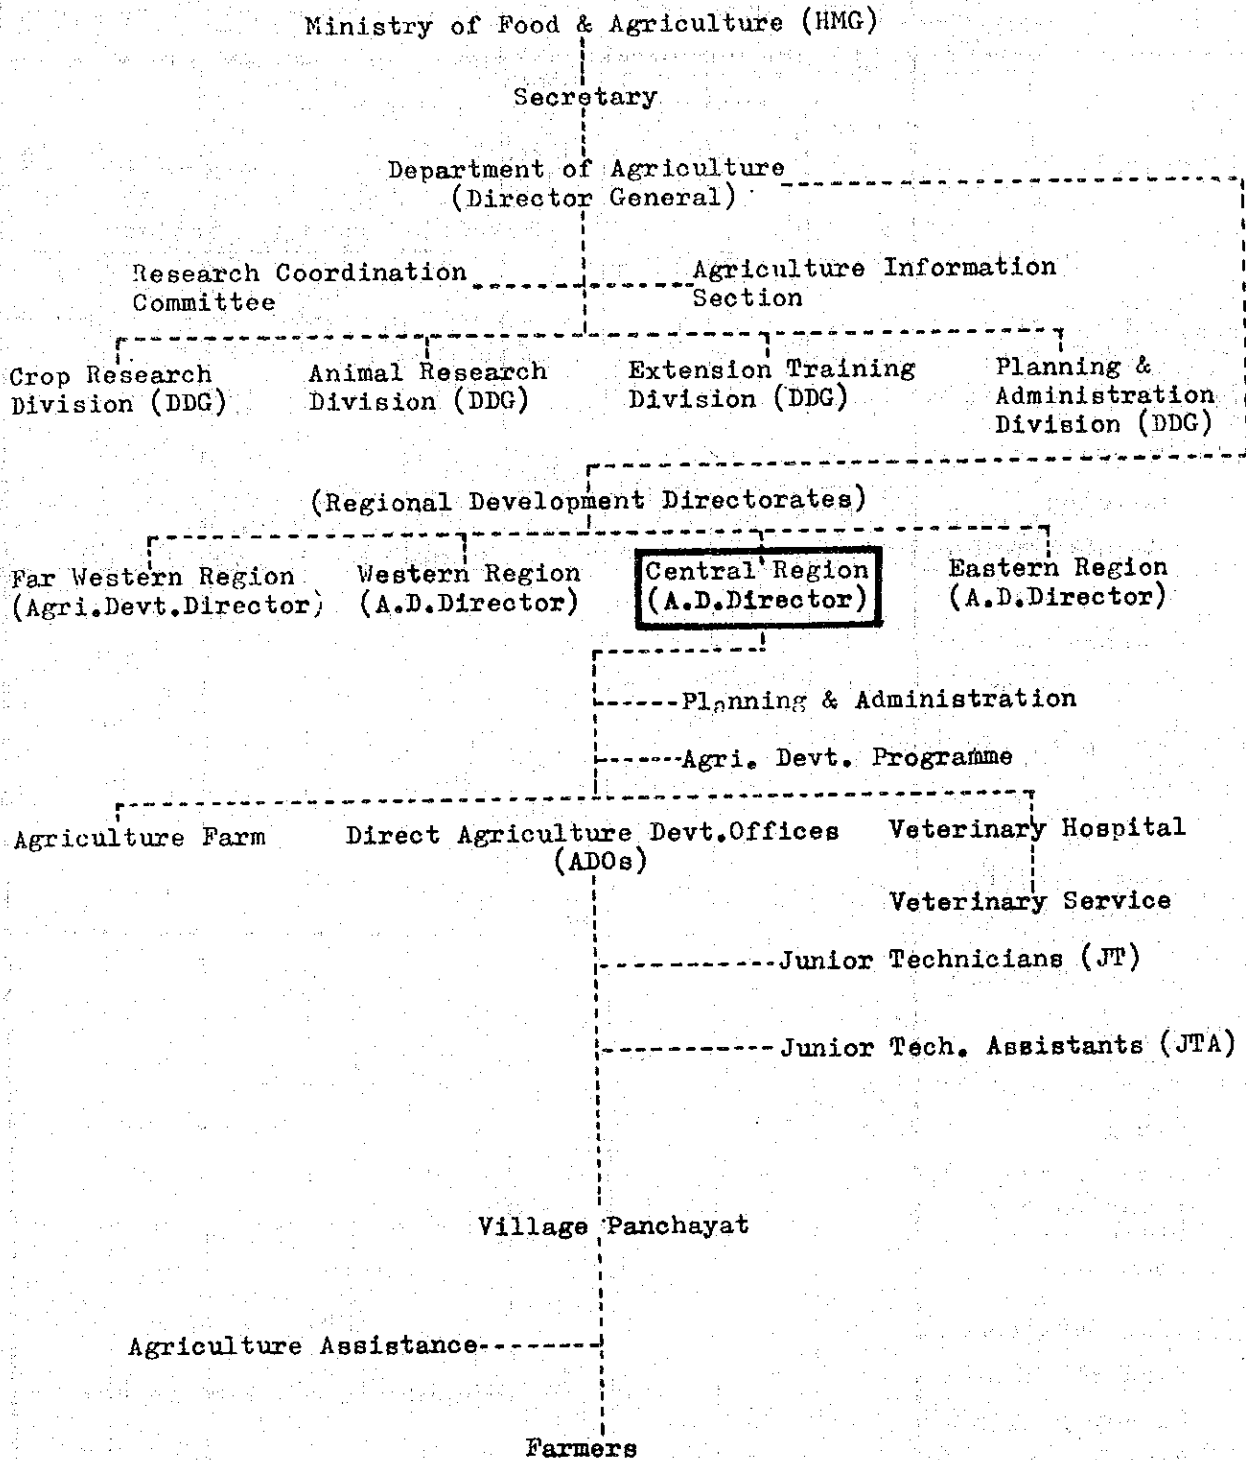 Ministry of Food & Agriculture (HMG)
Secretary
Department of Agriculture
(Director General)
Research Coordination
Committee
Agriculture Information
Section
Crop Research
Division (DDG)
Animal Research
Division (DDG)
Extension Training
Division (DDG)
Planning &
Administration
Division (DDG)
(Regional Development Directorates)
Far Western Region
(Agri.Devt.Director)
Western Region
(A.D.Director)
Central Region
(A.D.Director)
Eastern Region
(A.D.Director)
Planning & Administration
Agri. Devt. Programme
Agriculture Farm
Direct Agriculture Devt.Offices
(ADOs)
Veterinary Hospital
Veterinary Service
Junior Technicians (JT)
Junior Tech. Assistants (JTA)
Village Panchayat
Agriculture Assistance
Farmers